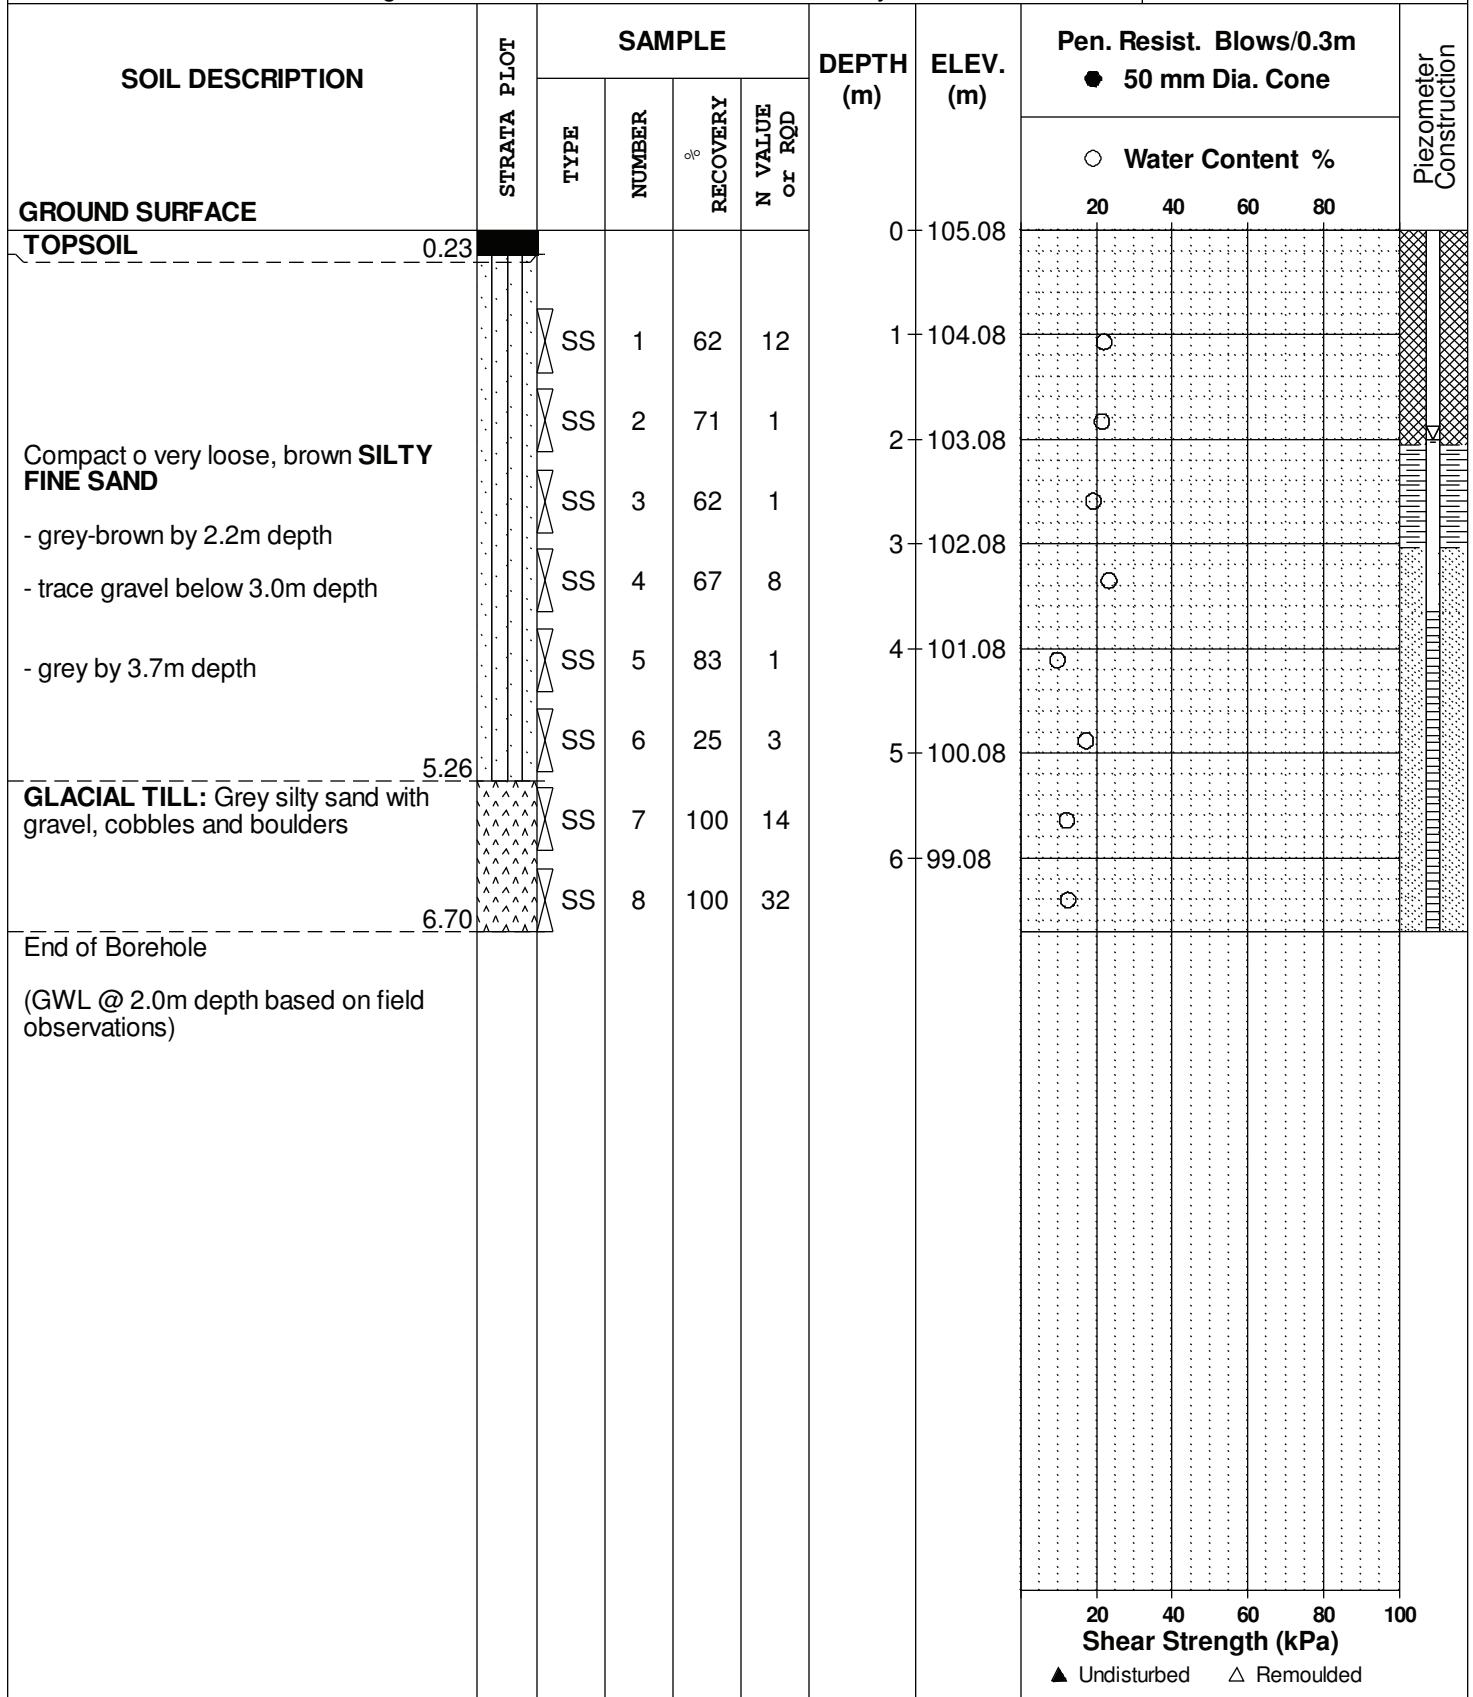 SOIL DESCRIPTION
GROUND SURFACE
STRATA PLOT
SAMPLE
TYPE
NUMBER
% RECOVERY
N VALUE or RQD
DEPTH (m)
ELEV. (m)
Pen. Resist. Blows/0.3m
● 50 mm Dia. Cone
○ Water Content %
20 40 60 80
Piezometer Construction
0 105.08
TOPSOIL 0.23
SS 1 62 12
1 104.08
SS 2 71 1
2 103.08
Compact o very loose, brown SILTY
FINE SAND
SS 3 62 1
- grey-brown by 2.2m depth
3 102.08
- trace gravel below 3.0m depth
SS 4 67 8
4 101.08
- grey by 3.7m depth
SS 5 83 1
SS 6 25 3
5 100.08
5.26
GLACIAL TILL: Grey silty sand with
gravel, cobbles and boulders
SS 7 100 14
6 99.08
SS 8 100 32
6.70
End of Borehole
(GWL @ 2.0m depth based on field
observations)
20 40 60 80 100
Shear Strength (kPa)
▲ Undisturbed △ Remoulded